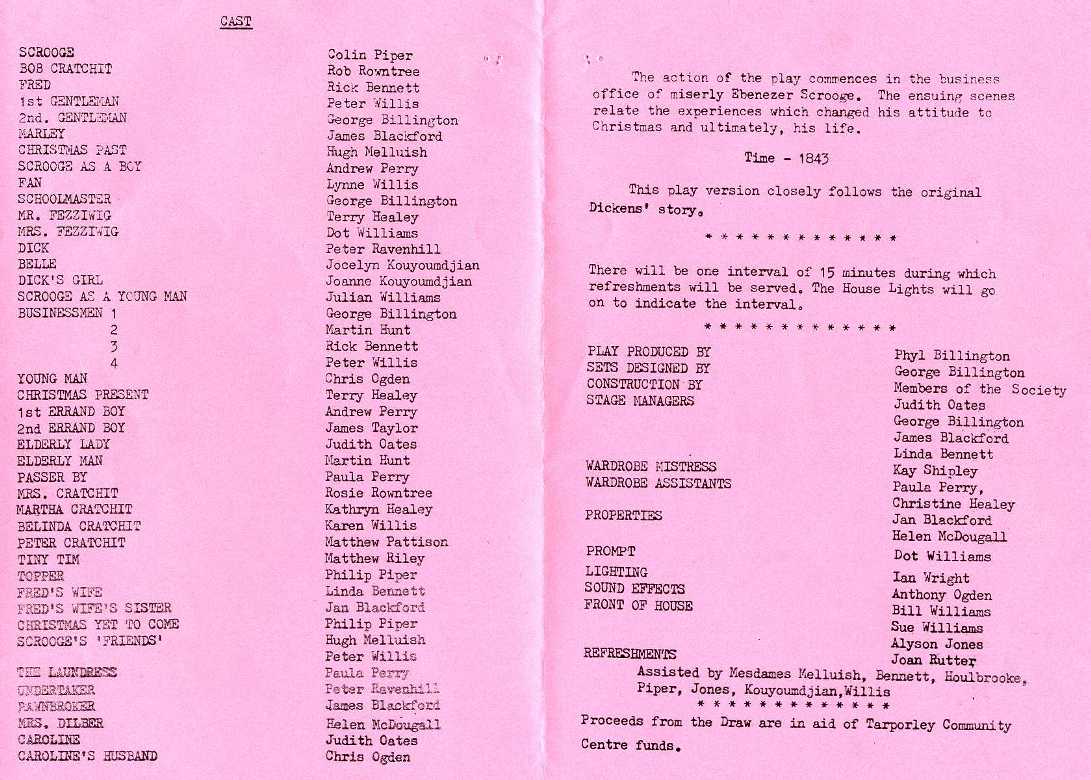 CAST
SCROOGE Colin Piper
BOB CRATCHIT Rob Rowntree
FRED Rick Bennett
1st GENTLEMAN Peter Willis
2nd. GENTLEMAN George Billington
MARLEY James Blackford
CHRISTMAS PAST Hugh Melluish
SCROOGE AS A BOY Andrew Perry
FAN Lynne Willis
SCHOOLMASTER George Billington
MR. FEZZIWIG Terry Healey
MRS. FEZZIWIG Dot Williams
DICK Peter Ravenhill
BELLE Jocelyn Kouyoumdjian
DICK'S GIRL Joanne Kouyoumdjian
SCROOGE AS A YOUNG MAN Julian Williams
BUSINESSMEN 1 George Billington
2 Martin Hunt
3 Rick Bennett
4 Peter Willis
YOUNG MAN Chris Ogden
CHRISTMAS PRESENT Terry Healey
1st ERRAND BOY Andrew Perry
2nd ERRAND BOY James Taylor
ELDERLY LADY Judith Oates
ELDERLY MAN Martin Hunt
PASSER BY Paula Perry
MRS. CRATCHIT Rosie Rowntree
MARTHA CRATCHIT Kathryn Healey
BELINDA CRATCHIT Karen Willis
PETER CRATCHIT Matthew Pattison
TINY TIM Matthew Riley
TOPPER Philip Piper
FRED'S WIFE Linda Bennett
FRED'S WIFE'S SISTER Jan Blackford
CHRISTMAS YET TO COME Philip Piper
SCROOGE'S 'FRIENDS' Hugh Melluish
Peter Willis
THE LAUNDRESS Paula Perry
UNDERTAKER Peter Ravenhill
PAWNBROKER James Blackford
MRS. DILBER Helen McDougall
CAROLINE Judith Oates
CAROLINE'S HUSBAND Chris Ogden
The action of the play commences in the business
office of miserly Ebenezer Scrooge. The ensuing scenes
relate the experiences which changed his attitude to
Christmas and ultimately, his life.
Time - 1843
This play version closely follows the original
Dickens' story.
* * * * * * * * * * * * *
There will be one interval of 15 minutes during which
refreshments will be served. The House Lights will go
on to indicate the interval.
* * * * * * * * * * * * *
PLAY PRODUCED BY Phyl Billington
SETS DESIGNED BY George Billington
CONSTRUCTION BY Members of the Society
STAGE MANAGERS Judith Oates
George Billington
James Blackford
Linda Bennett
WARDROBE MISTRESS Kay Shipley
WARDROBE ASSISTANTS Paula Perry,
Christine Healey
PROPERTIES Jan Blackford
Helen McDougall
PROMPT Dot Williams
LIGHTING Ian Wright
SOUND EFFECTS Anthony Ogden
FRONT OF HOUSE Bill Williams
Sue Williams
Alyson Jones
REFRESHMENTS Joan Rutter
Assisted by Mesdames Melluish, Bennett, Houlbrooke,
Piper, Jones, Kouyoumdjian,Willis
* * * * * * * * * * * * *
Proceeds from the Draw are in aid of Tarporley Community
Centre funds.